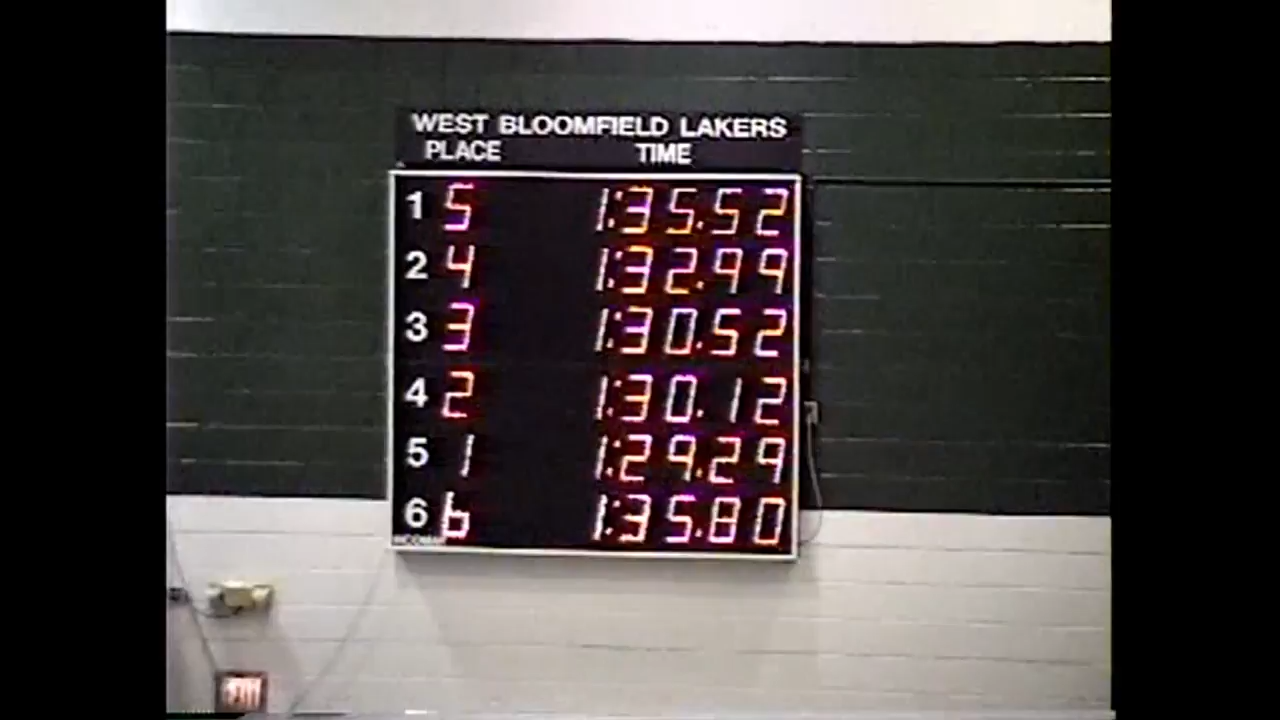 WEST BLOOMFIELD LAKERS
PLACE TIME
1 5 1:35.52
2 4 1:32.99
3 3 1:30.52
4 2 1:30.12
5 1 1:29.29
6 6 1:35.80